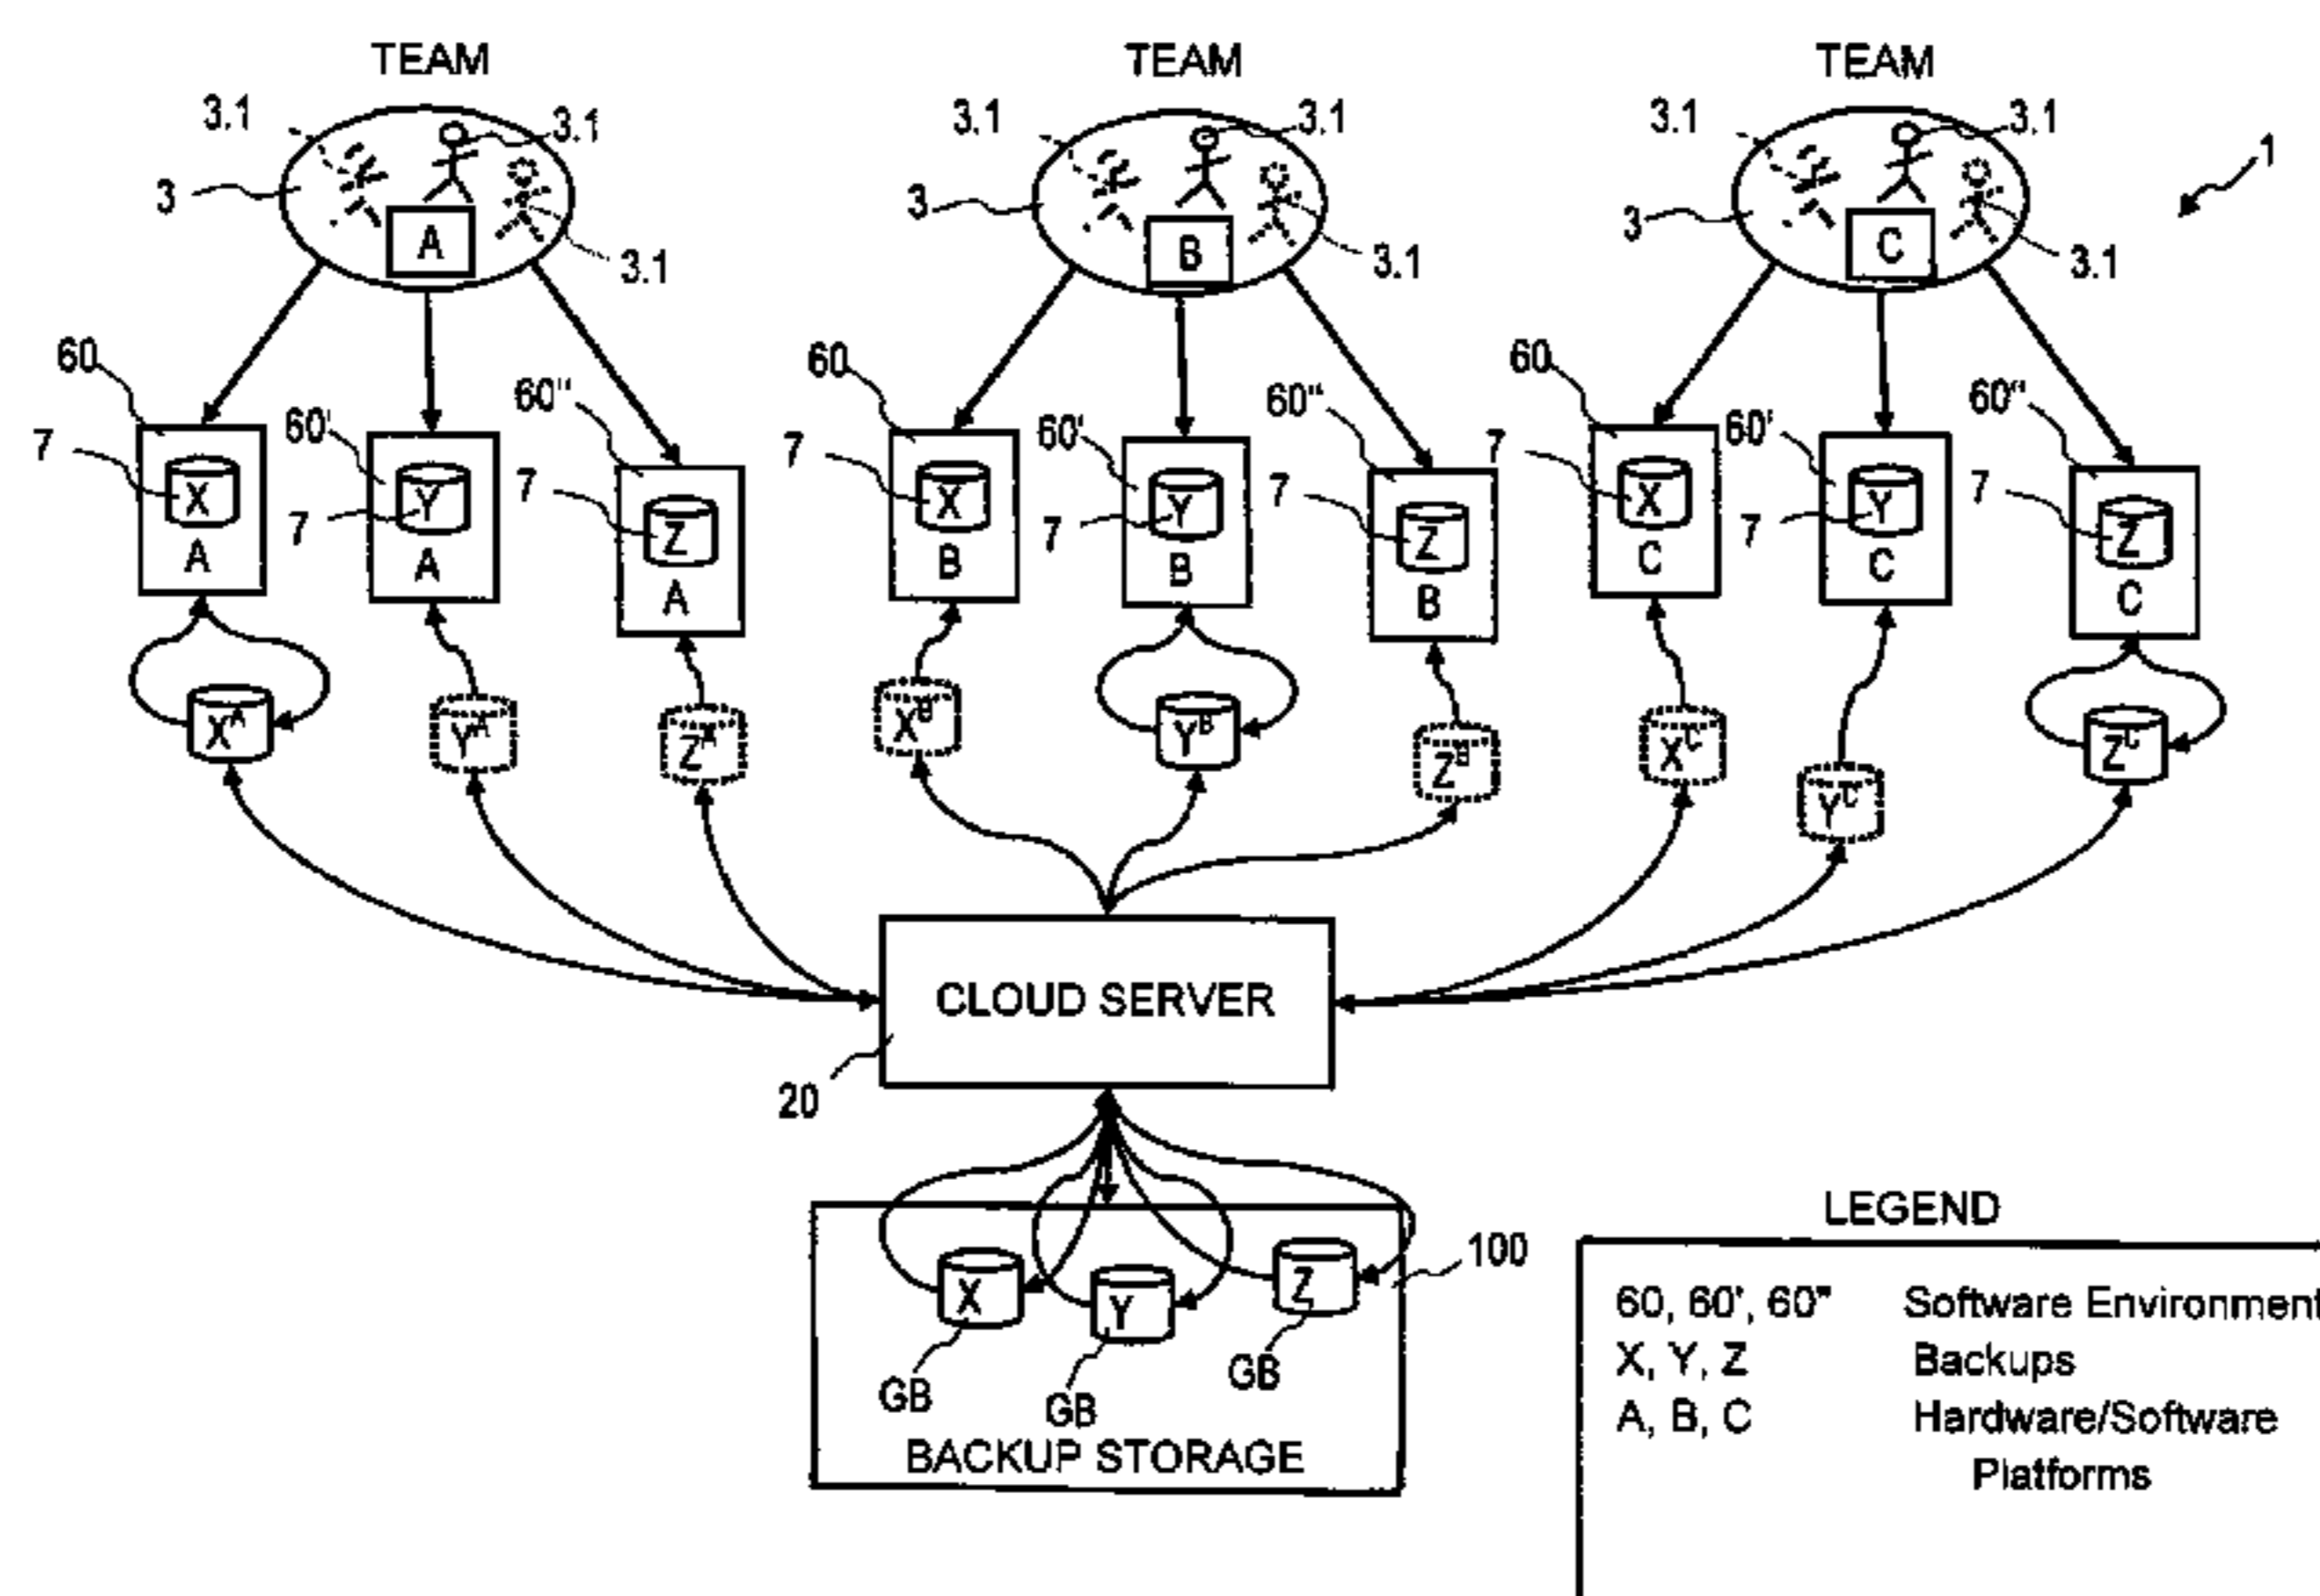 TEAM TEAM TEAM
3.1 3.1 3.1 3.1 3.1 3.1
1
3 3 3
A B C
3.1 3.1 3.1
60 60 60
60" 60" 60"
60' 60' 60'
7 7 7
X Y X Y X Y
7 7 7
7 7 7
Z Z Z
A A B B C C
A B C
X^A Y^A Z^A X^B Y^B Z^B X^C Y^C Z^C
CLOUD SERVER
20
LEGEND
100
X Y Z
GB GB GB
BACKUP STORAGE
60, 60', 60" Software Environment
X, Y, Z Backups
A, B, C Hardware/Software
Platforms